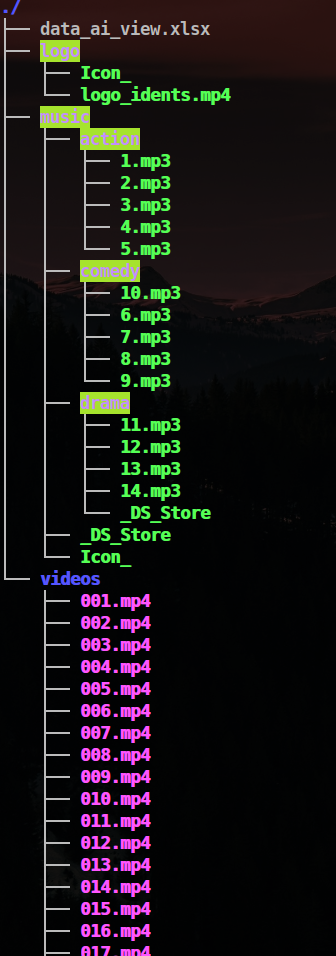 ./
data_ai_view.xlsx
logo
Icon_
logo_idents.mp4
music
action
1.mp3
2.mp3
3.mp3
4.mp3
5.mp3
comedy
10.mp3
6.mp3
7.mp3
8.mp3
9.mp3
drama
11.mp3
12.mp3
13.mp3
14.mp3
_DS_Store
_DS_Store
Icon_
videos
001.mp4
002.mp4
003.mp4
004.mp4
005.mp4
006.mp4
007.mp4
008.mp4
009.mp4
010.mp4
011.mp4
012.mp4
013.mp4
014.mp4
015.mp4
016.mp4
017.mp4